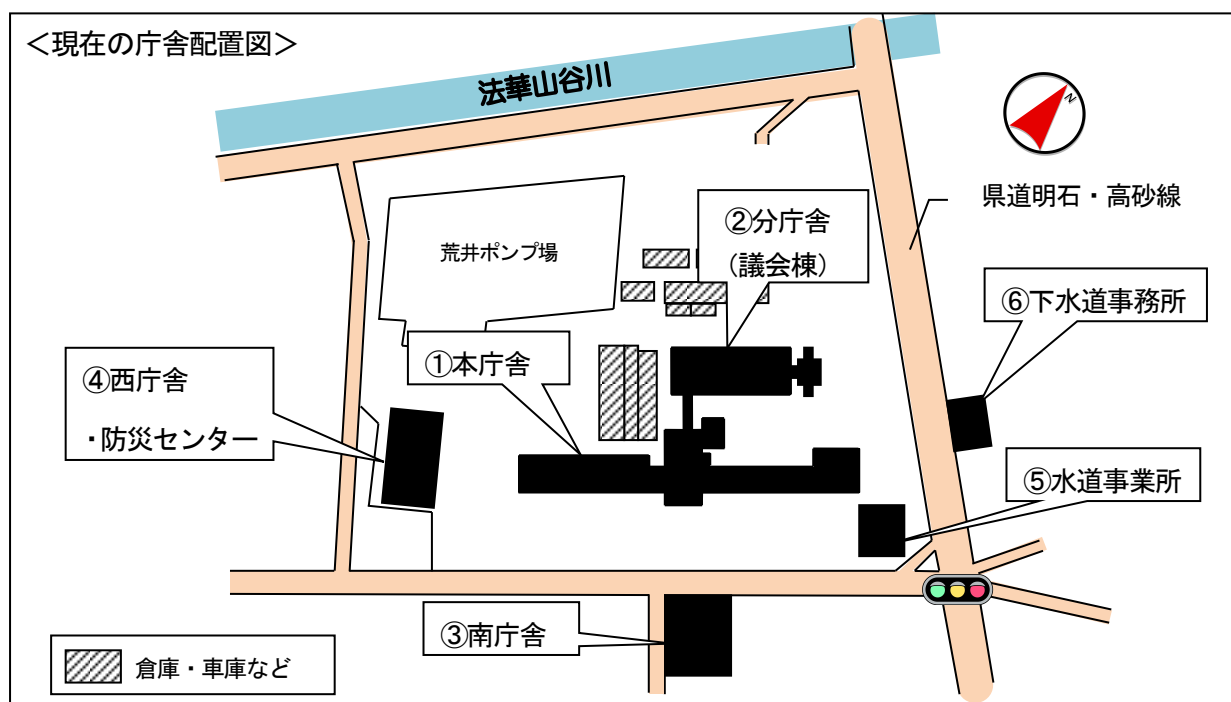 <現在の庁舎配置図>
法華山谷川
N
県道明石・高砂線
②分庁舎
(議会棟)
荒井ポンプ場
⑥下水道事務所
①本庁舎
④西庁舎
・防災センター
⑤水道事業所
③南庁舎
倉庫・車庫など